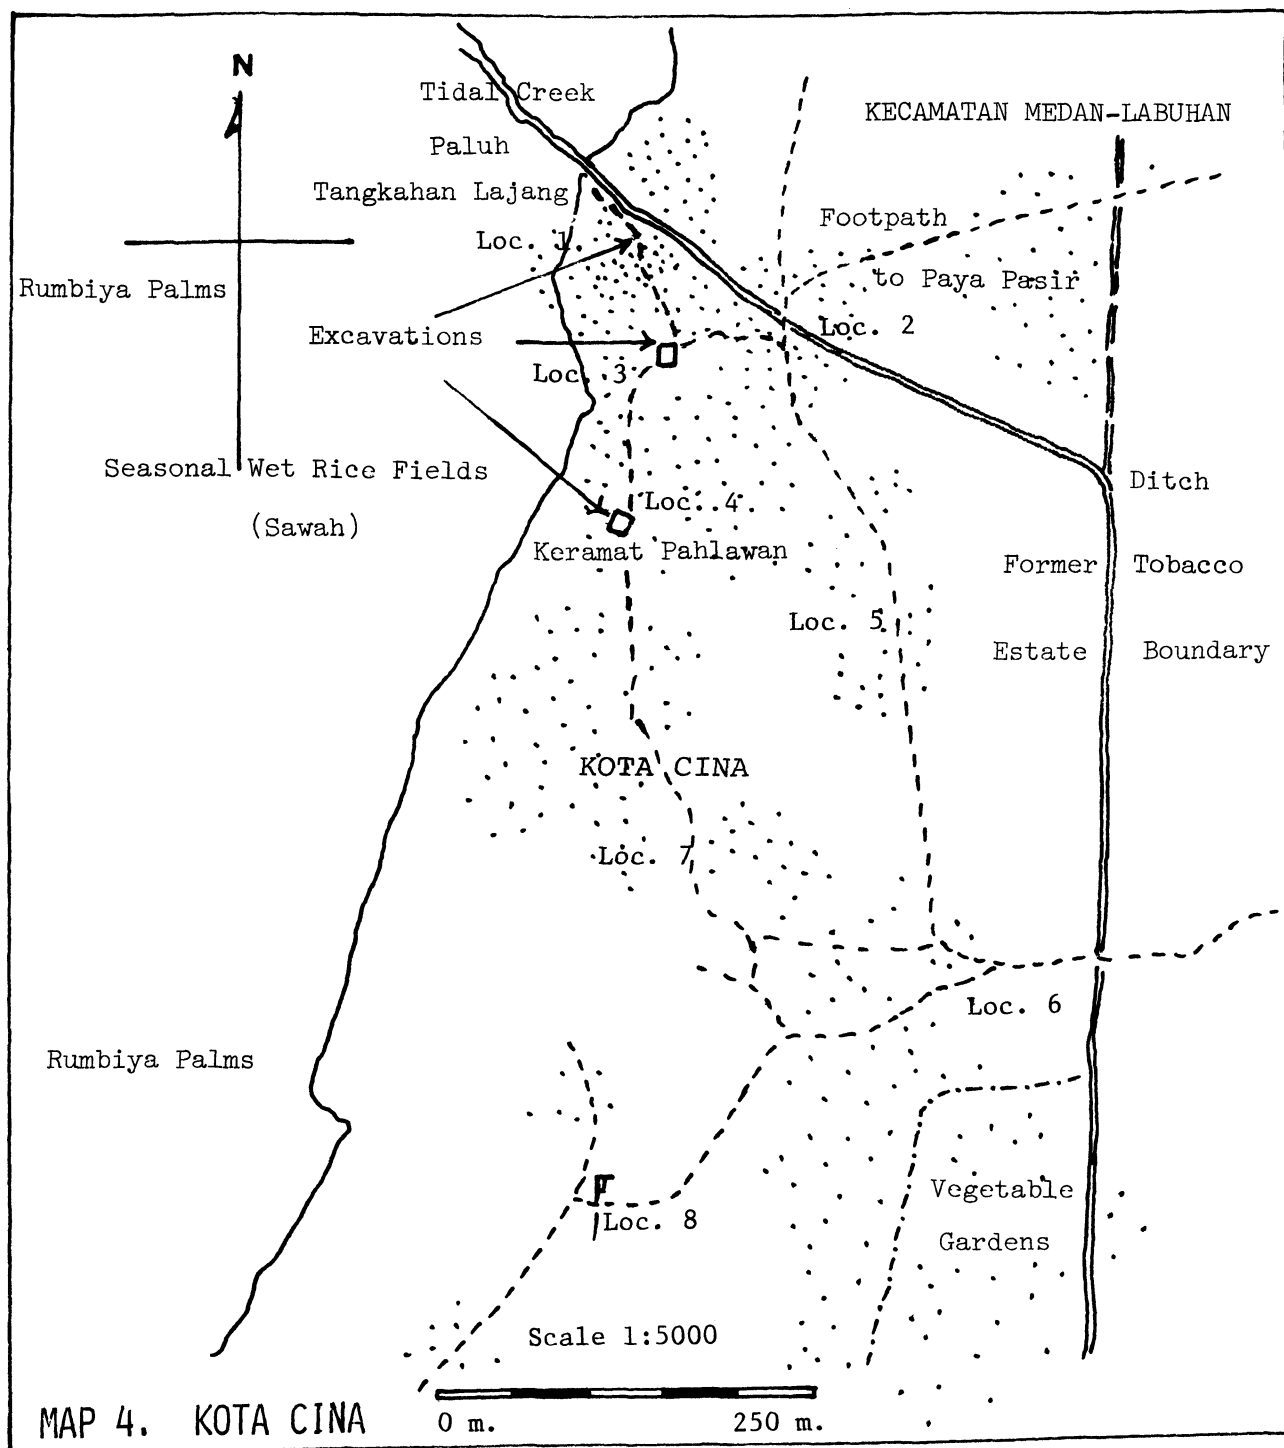 N
Tidal Creek
KECAMATAN MEDAN-LABUHAN
Paluh
Tangkahan Lajang
Footpath
Loc. 1.
to Paya Pasir
Rumbiya Palms
Loc. 2
Excavations
Loc. 3
Seasonal Wet Rice Fields
Ditch
Loc. 4
(Sawah)
Keramat Pahlawan
Former Tobacco
Loc. 5
Estate Boundary
KOTA CINA
Loc. 7
Loc. 6
Rumbiya Palms
Vegetable
Loc. 8
Gardens
Scale 1:5000
MAP 4. KOTA CINA
0 m. 250 m.